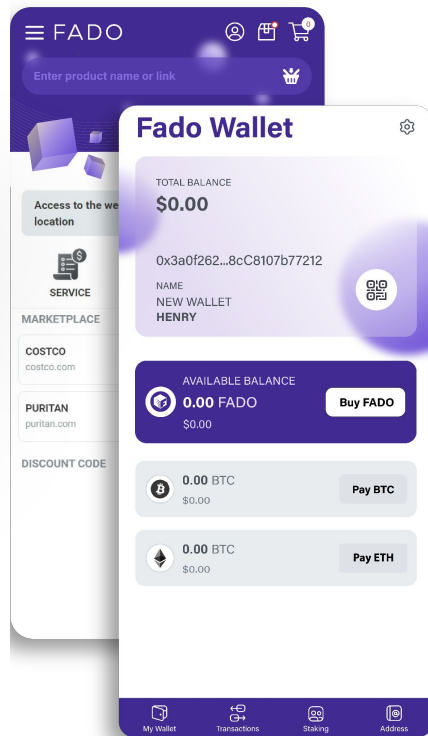 FADO
0
Enter product name or link
Access to the we
location
SERVICE
MARKETPLACE
COSTCO
costco.com
PURITAN
puritan.com
DISCOUNT CODE
Fado Wallet
TOTAL BALANCE
$0.00
0x3a0f262...8cC8107b77212
NAME
NEW WALLET
HENRY
AVAILABLE BALANCE
0.00 FADO
$0.00
Buy FADO
0.00 BTC
$0.00
Pay BTC
0.00 BTC
$0.00
Pay ETH
My Wallet
Transactions
Staking
Address